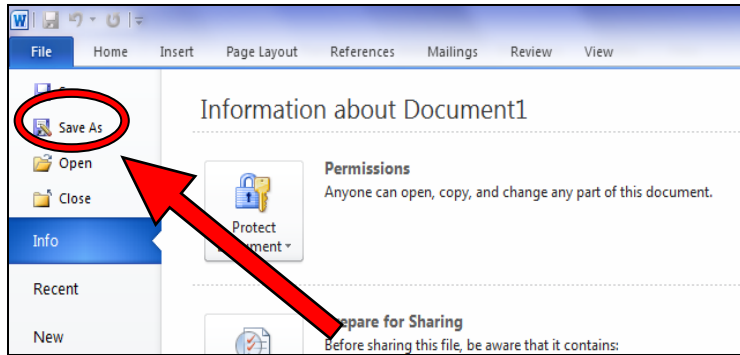 W
File Home Insert Page Layout References Mailings Review View
Save As
Open
Close
Info
Recent
New
Information about Document1
Permissions
Anyone can open, copy, and change any part of this document.
Protect
Sharing
for
Before sharing this file, be aware that it contains: